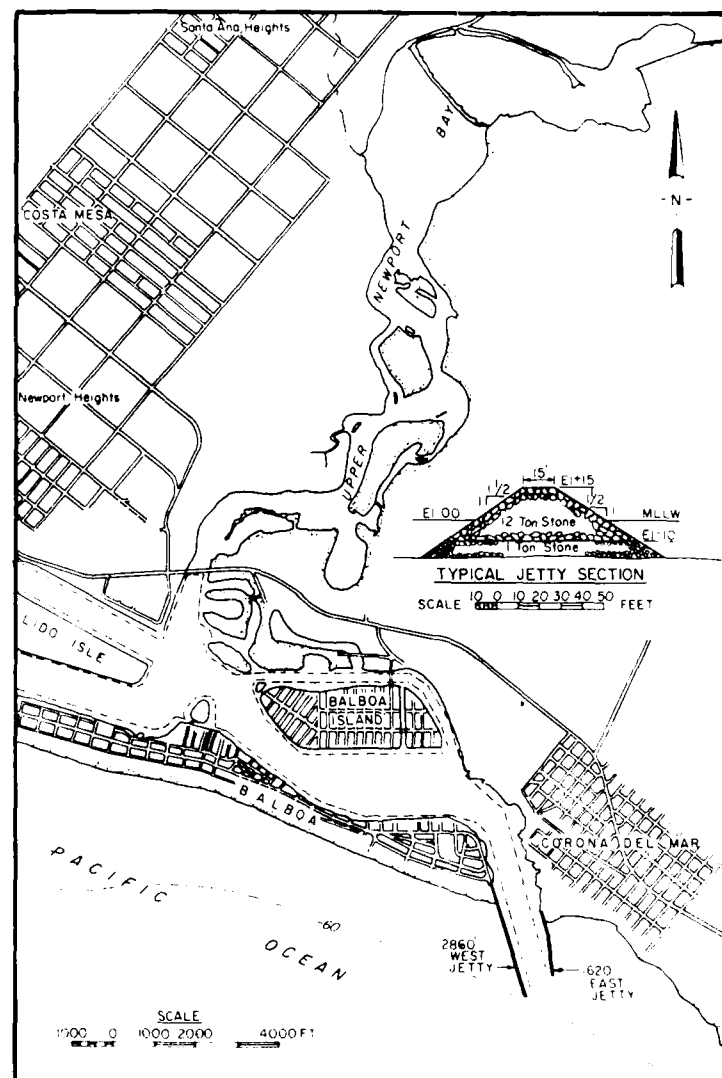 Santa Ana Heights
COSTA MESA
Newport Heights
UPPER NEWPORT BAY
-N-
15'
El+15
1 1/2
1
1/2
1
El 0.0
MLLW
12 Ton Stone
El-10
1 Ton Stone
TYPICAL JETTY SECTION
SCALE 10 0 10 20 30 40 50 FEET
LIDO ISLE
BALBOA
ISLAND
BALBOA
CORONA DEL MAR
PACIFIC
OCEAN
-60
2860'
WEST
JETTY
1620
EAST
JETTY
SCALE
1000 0 1000 2000 4000 FT